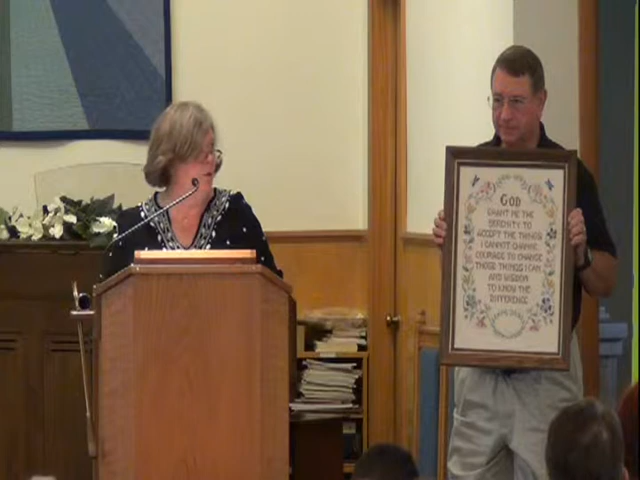 GOD
GRANT ME THE
SERENITY TO
ACCEPT THE THINGS
I CANNOT CHANGE,
COURAGE TO CHANGE
THOSE THINGS I CAN
AND WISDOM
TO KNOW THE
DIFFERENCE